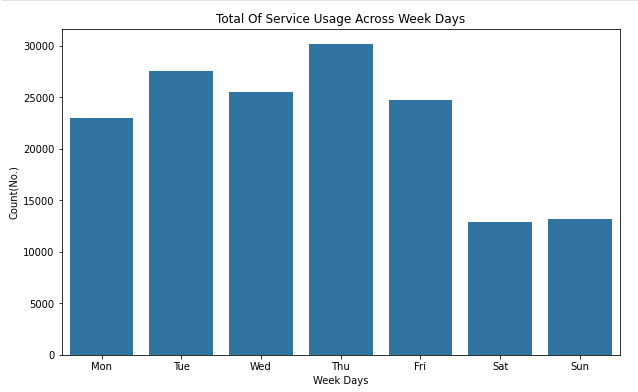 Total Of Service Usage Across Week Days
30000
25000
20000
15000
10000
5000
0
Count(No.)
Mon Tue Wed Thu Fri Sat Sun
Week Days